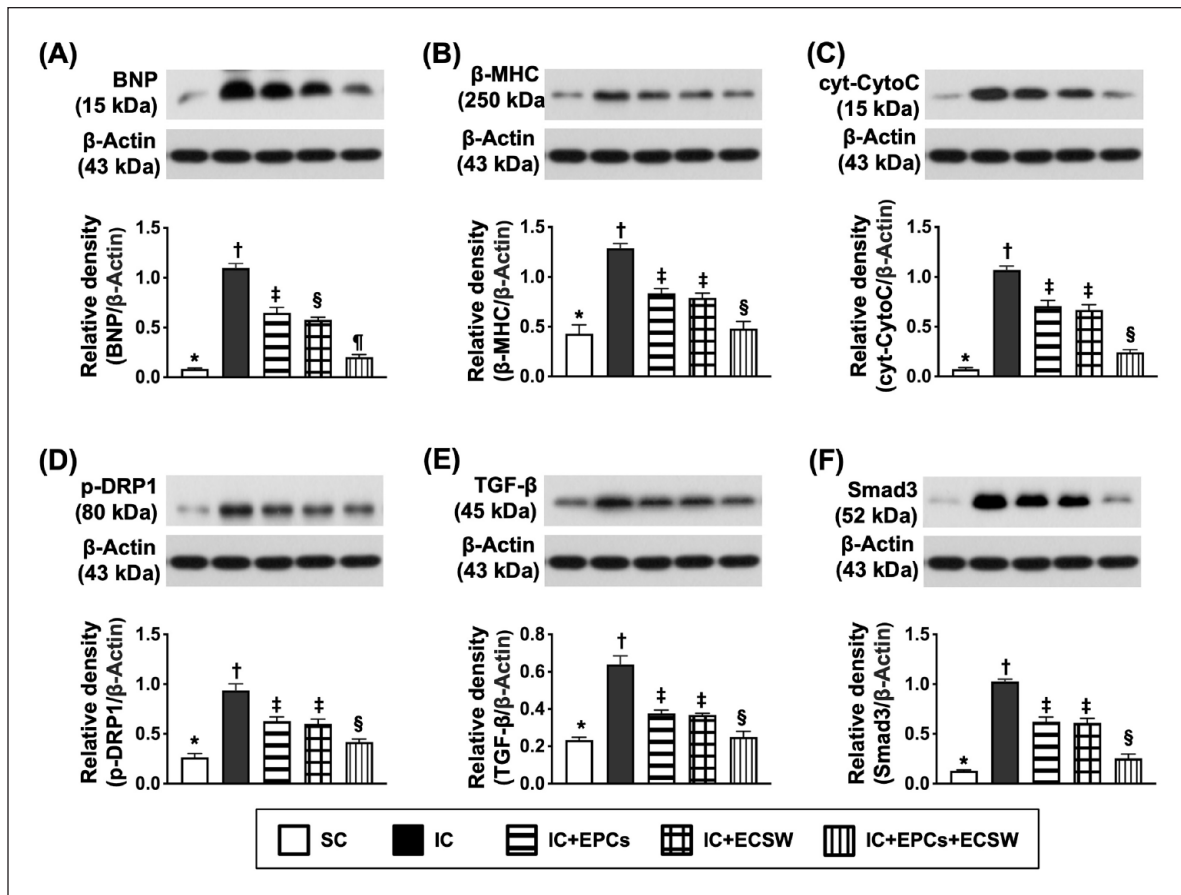 (A)
BNP
(15 kDa)
β-Actin
(43 kDa)
Relative density
(BNP/β-Actin)
1.5
1.0
0.5
0.0
*
†
‡
§
¶
(B)
β-MHC
(250 kDa
β-Actin
(43 kDa)
Relative density
(β-MHC/β-Actin)
1.5
1.0
0.5
0.0
*
†
‡
‡
§
(C)
cyt-CytoC
(15 kDa)
β-Actin
(43 kDa)
Relative density
(cyt-CytoC/β-Actin)
1.5
1.0
0.5
0.0
*
†
‡
‡
§
(D)
p-DRP1
(80 kDa)
β-Actin
(43 kDa)
Relative density
(p-DRP1/β-Actin)
1.5
1.0
0.5
0.0
*
†
‡
‡
§
(E)
TGF-β
(45 kDa)
β-Actin
(43 kDa)
Relative density
(TGF-β/β-Actin)
0.8
0.6
0.4
0.2
0.0
*
†
‡
‡
§
(F)
Smad3
(52 kDa)
β-Actin
(43 kDa)
Relative density
(Smad3/β-Actin)
1.5
1.0
0.5
0.0
*
†
‡
‡
§
SC IC IC+EPCs IC+ECSW IC+EPCs+ECSW